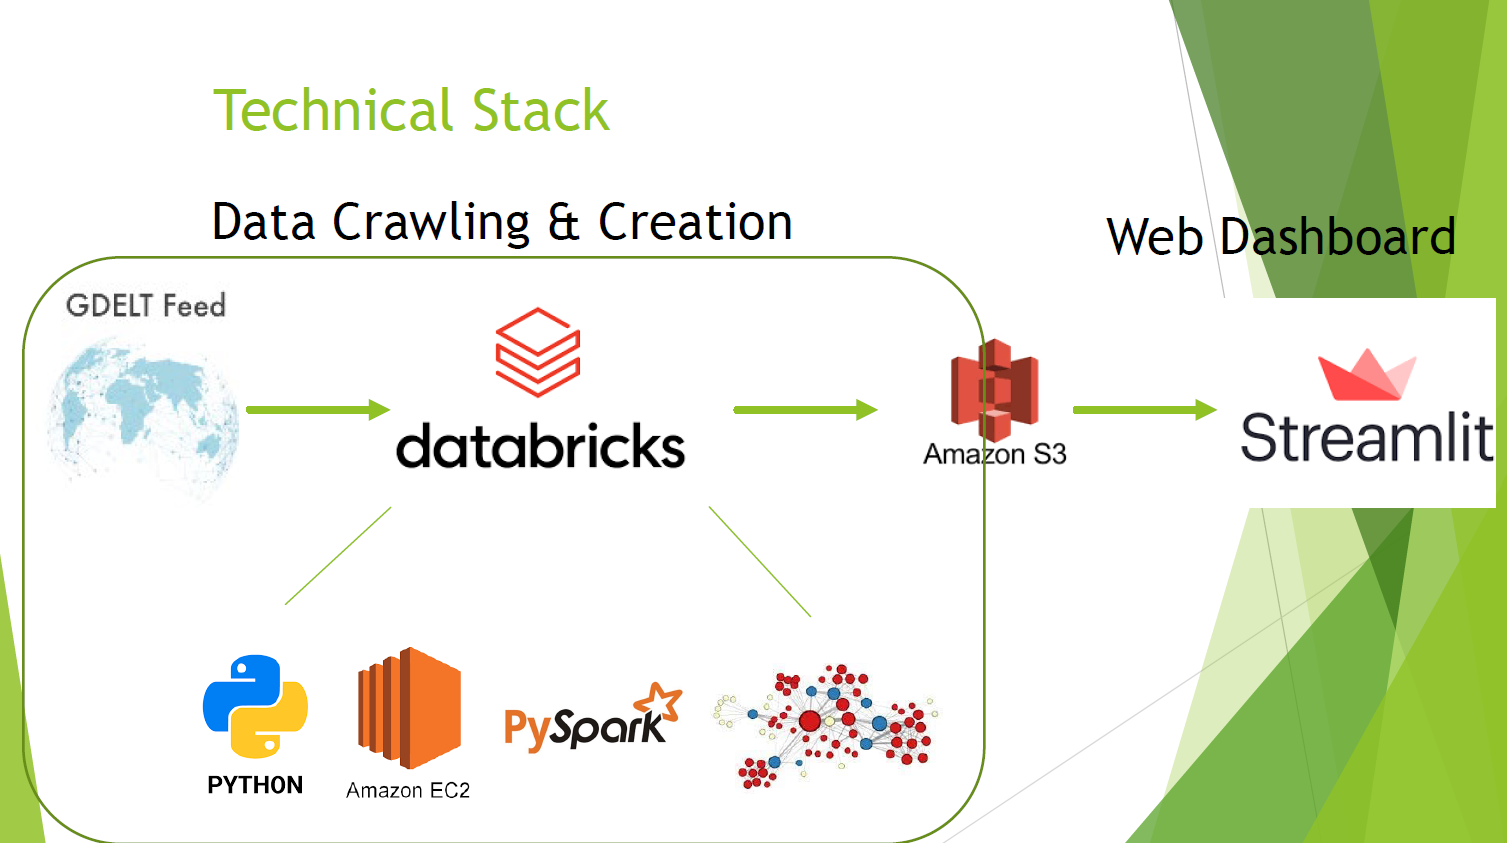 Technical Stack
Data Crawling & Creation
Web Dashboard
GDELT Feed
databricks
Amazon S3
Streamlit
PYTHON
Amazon EC2
PySpark